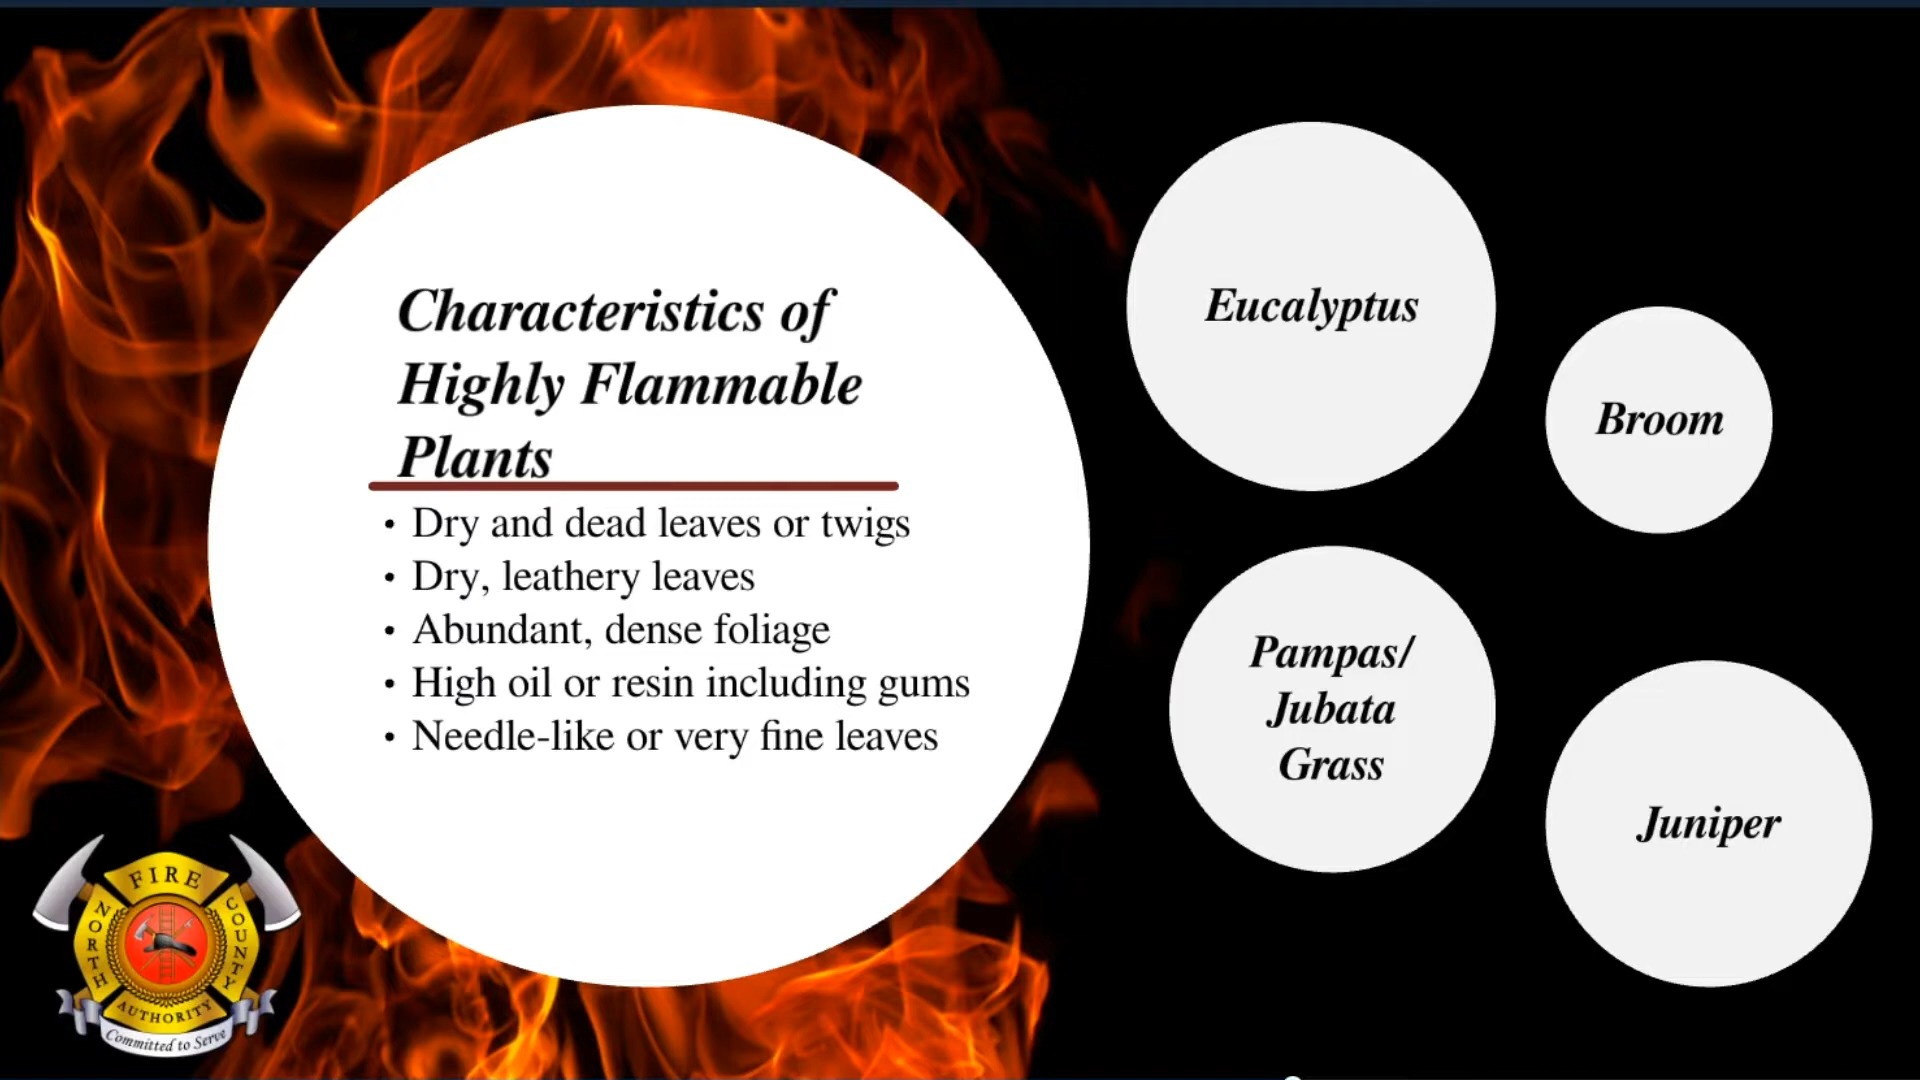 Characteristics of
Highly Flammable
Plants
• Dry and dead leaves or twigs
• Dry, leathery leaves
• Abundant, dense foliage
• High oil or resin including gums
• Needle-like or very fine leaves
Eucalyptus
Broom
Pampas/
Jubata
Grass
Juniper
FIRE
NORTH
COUNTY
AUTHORITY
Committed to Serve